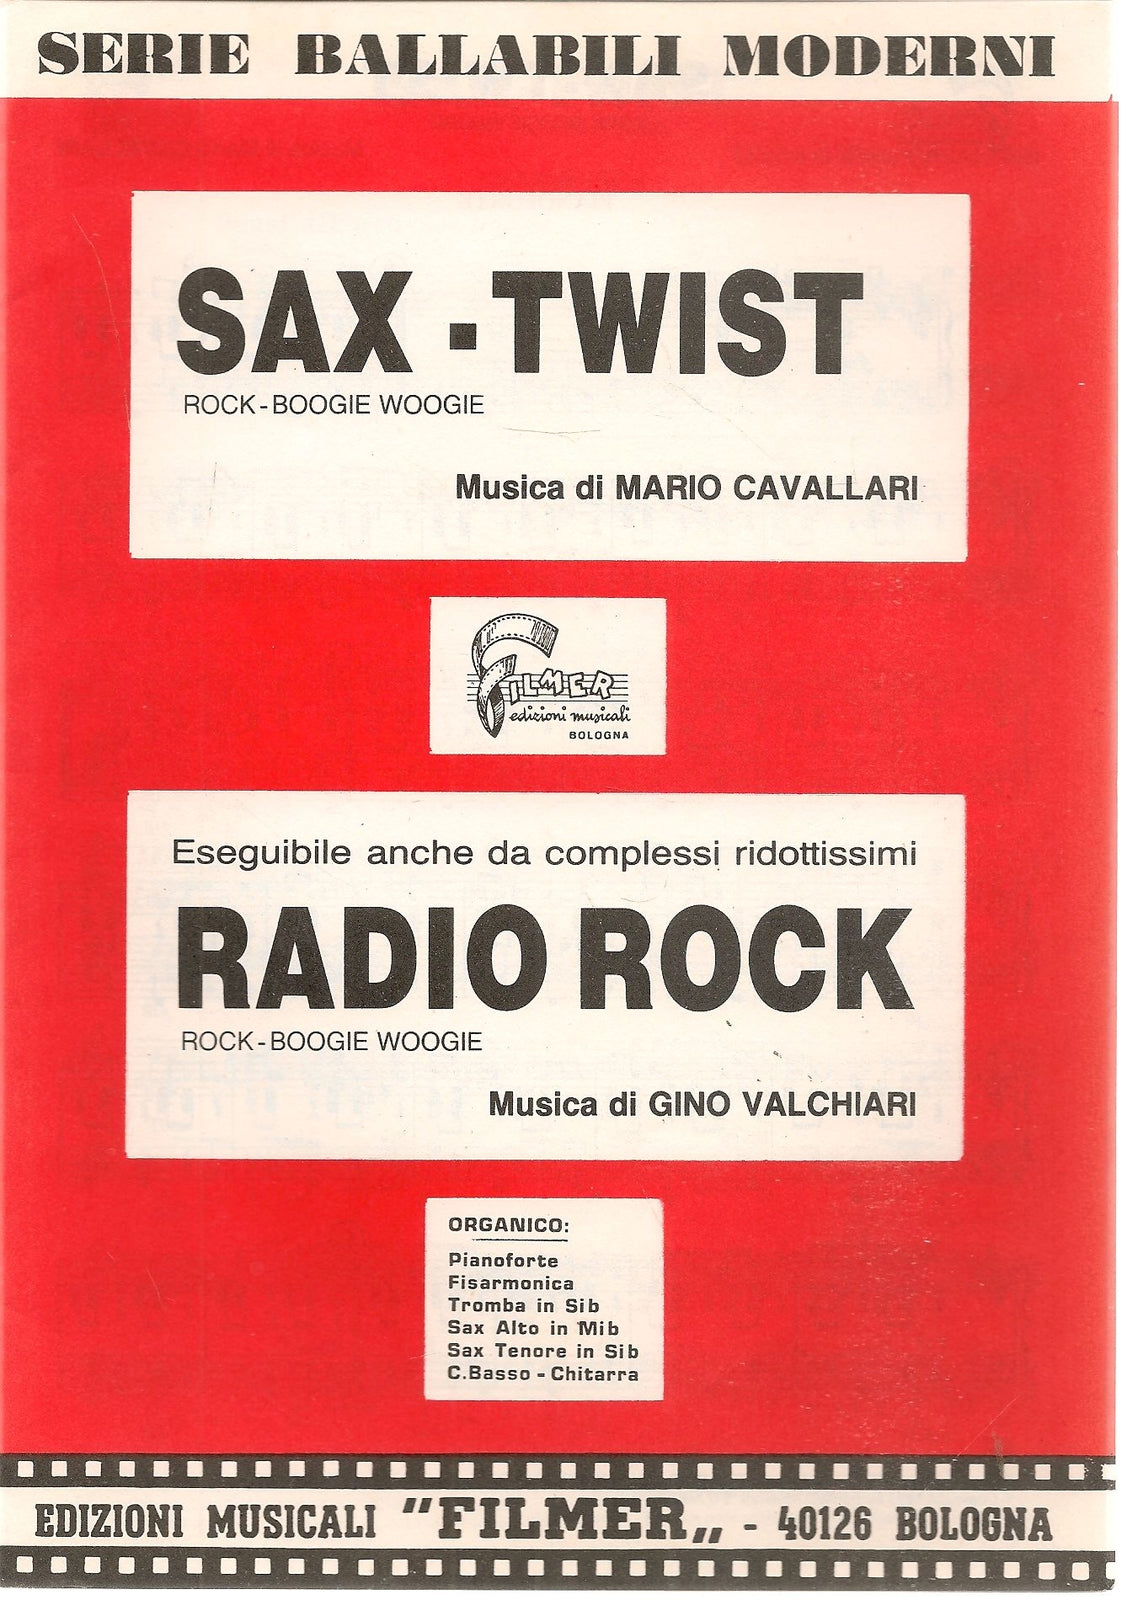 SERIE BALLABILI MODERNI
SAX - TWIST
ROCK - BOOGIE WOOGIE
Musica di MARIO CAVALLARI
FILMER
edizioni musicali
BOLOGNA
Eseguibile anche da complessi ridottissimi
RADIO ROCK
ROCK - BOOGIE WOOGIE
Musica di GINO VALCHIARI
ORGANICO:
Pianoforte
Fisarmonica
Tromba in Sib
Sax Alto in Mib
Sax Tenore in Sib
C.Basso - Chitarra
EDIZIONI MUSICALI "FILMER„ - 40126 BOLOGNA